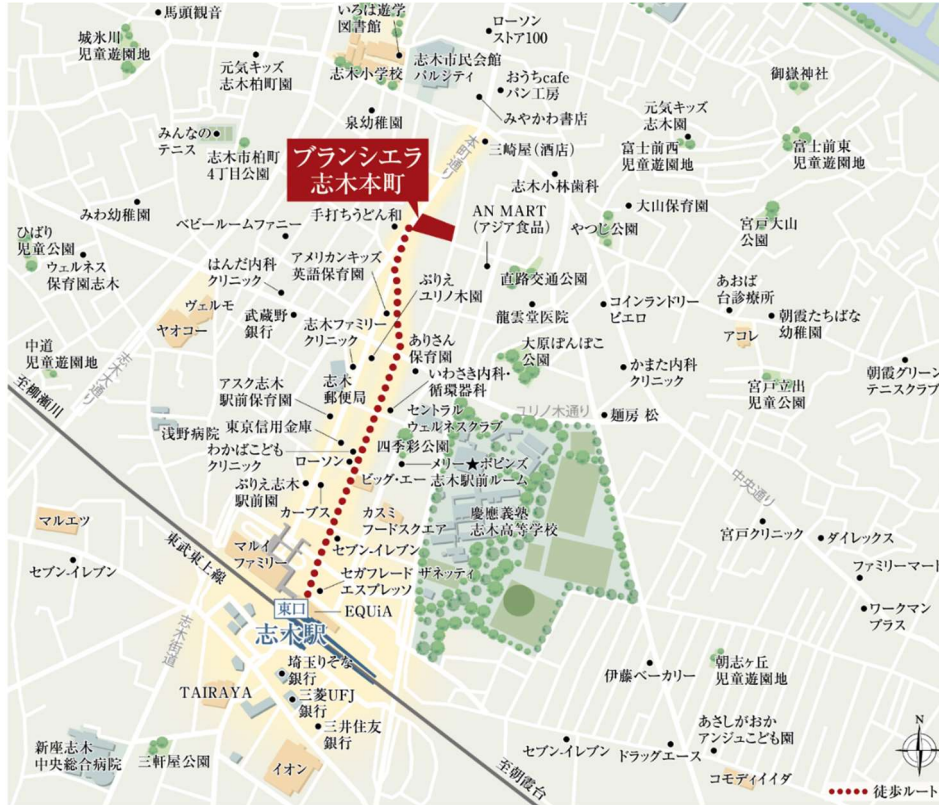 馬頭観音
いろは遊学
図書館
ローソン
ストア100
城氷川
児童遊園地
元気キッズ
志木柏町園
志木小学校
志木市民会館
パルシティ
おうちcafe
パン工房
御嶽神社
みやかわ書店
泉幼稚園
元気キッズ
志木園
みんなの
テニス
志木市柏町
4丁目公園
本町通り
三崎屋(酒店)
富士前西
児童遊園地
富士前東
児童遊園地
ブランシエラ
志木本町
志木小林歯科
みわ幼稚園
手打ちうどん和
AN MART
(アジア食品)
大山保育園
ベビールームファニー
やつじ公園
宮戸大山
公園
ひばり
児童公園
ウェルネス
保育園志木
はんだ内科
クリニック
アメリカンキッズ
英語保育園
ぷりえ
ユリノ木園
直路交通公園
あおば
台診療所
ヴェルモ
ヤオコー
武蔵野
銀行
志木ファミリー
クリニック
龍雲堂医院
コインランドリー
ピエロ
朝霞たちばな
幼稚園
アコレ
ありさん
保育園
大原ぽんぽこ
公園
中道
児童遊園地
志木大通り
至柳瀬川
アスク志木
駅前保育園
志木
郵便局
いわさき内科・
循環器科
かまた内科
クリニック
朝霞グリーン
テニスクラブ
宮戸立出
児童公園
浅野病院
東京信用金庫
セントラル
ウェルネスクラブ
ユリノ木通り
麺房 松
わかばこども
クリニック
四季彩公園
ローソン
メリー★ポピンズ
志木駅前ルーム
ぷりえ志木
駅前園
ビッグ・エー
中央通り
カーブス
カスミ
フードスクエア
慶應義塾
志木高等学校
マルエツ
東武東上線
マルイ
ファミリー
セブン-イレブン
宮戸クリニック
ダイレックス
セブン-イレブン
セガフレード ザネッティ
エスプレッソ
ファミリーマート
東口
EQUiA
ワークマン
プラス
志木駅
志木街道
埼玉りそな
銀行
伊藤ベーカリー
朝志ヶ丘
児童遊園地
TAIRAYA
三菱UFJ
銀行
三井住友
銀行
あさしがおか
アンジュこども園
新座志木
中央総合病院
三軒屋公園
イオン
セブン-イレブン
ドラッグエース
至朝霞台
コモディイイダ
N
徒歩ルート